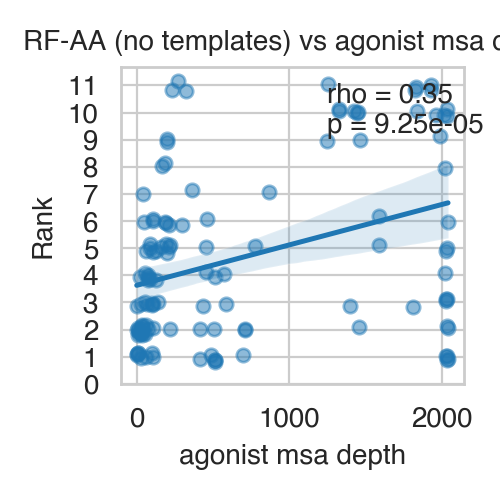 RF-AA (no templates) vs agonist msa d
rho = 0.35
p = 9.25e-05
11
10
9
8
7
6
5
4
3
2
1
0
Rank
0 1000 2000
agonist msa depth